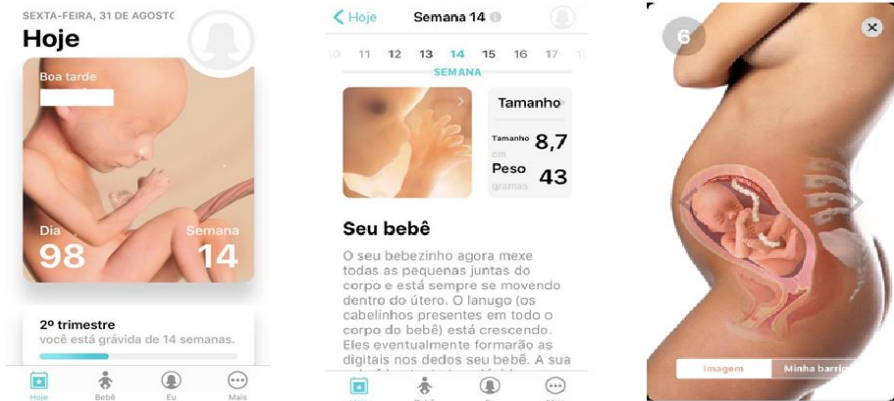 SEXTA-FEIRA, 31 DE AGOSTO
Hoje
Boa tarde
Dia
98
Semana
14
2º trimestre
você está grávida de 14 semanas.
Hoje
Bebê
Eu
Mais
Hoje
Semana 14
10 11 12 13 14 15 16 17
SEMANA
Tamanho
Tamanho 8,7
cm
Peso
gramas 43
Seu bebê
O seu bebezinho agora mexe
todas as pequenas juntas do
corpo e está sempre se movendo
dentro do útero. O lanugo (os
cabelinhos presentes em todo o
corpo do bebê) está crescendo.
Eles eventualmente formarão as
digitais nos dedos seu bebê. A sua
6
Imagem
Minha barriga